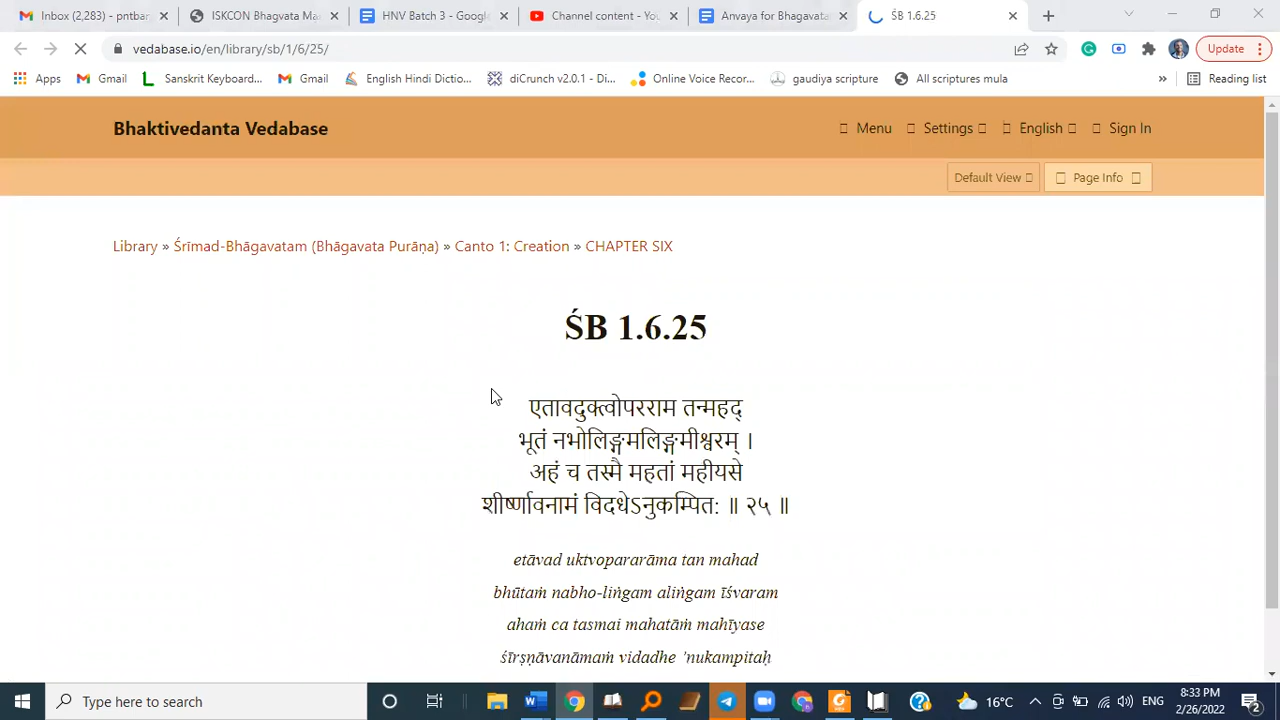 Inbox (2,283) - pntbar
ISKCON Bhagvata Ma
HNV Batch 3 - Google
Channel content - You
Anvaya for Bhagavata
ŚB 1.6.25
vedabase.io/en/library/sb/1/6/25/
Update
Apps
Gmail
Sanskrit Keyboard...
Gmail
English Hindi Dictio...
diCrunch v2.0.1 - Di...
Online Voice Recor...
gaudiya scripture
All scriptures mula
»
Reading list
Bhaktivedanta Vedabase
Menu
Settings
English
Sign In
Default View
Page Info
Library » Śrīmad-Bhāgavatam (Bhāgavata Purāṇa) » Canto 1: Creation » CHAPTER SIX
ŚB 1.6.25
एतावदुक्त्वोपरराम तन्महद्
भूतं नभोलिङ्गमलिङ्गमीश्वरम् ।
अहं च तस्मै महतां महीयसे
शीर्ष्णावनामं विदधेऽनुकम्पित: ॥ २५ ॥
etāvad uktvopararāma tan mahad
bhūtaṁ nabho-liṅgam aliṅgam īśvaram
ahaṁ ca tasmai mahatāṁ mahīyase
śīrṣṇāvanāmaṁ vidadhe 'nukampitaḥ
Type here to search
16°C
ENG
8:33 PM
2/26/2022
2